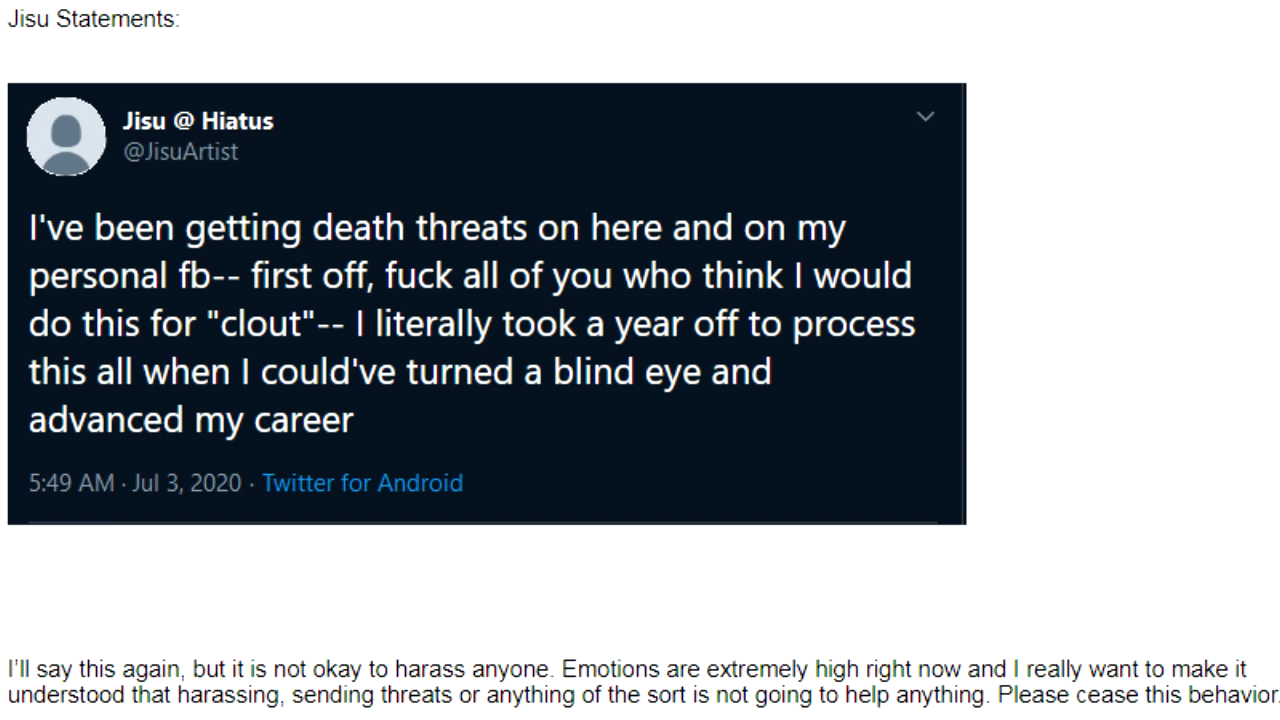 Jisu Statements:
Jisu @ Hiatus
@JisuArtist
I've been getting death threats on here and on my
personal fb-- first off, fuck all of you who think I would
do this for "clout"-- I literally took a year off to process
this all when I could've turned a blind eye and
advanced my career
5:49 AM · Jul 3, 2020 · Twitter for Android
I’ll say this again, but it is not okay to harass anyone. Emotions are extremely high right now and I really want to make it
understood that harassing, sending threats or anything of the sort is not going to help anything. Please cease this behavior.